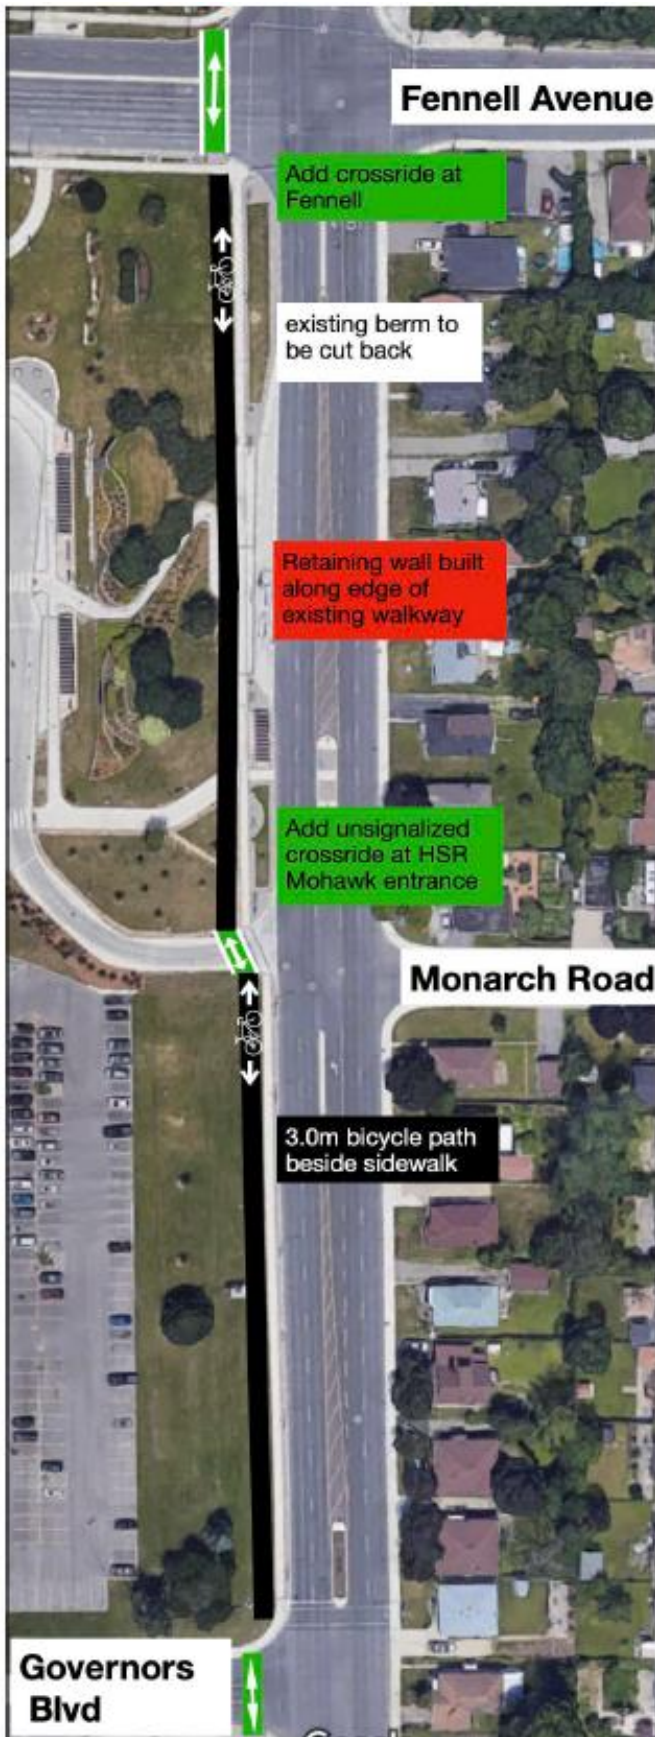 Fennell Avenue
Add crossride at
Fennell
existing berm to
be cut back
Retaining wall built
along edge of
existing walkway
Add unsignalized
crossride at HSR
Mohawk entrance
Monarch Road
3.0m bicycle path
beside sidewalk
Governors
Blvd